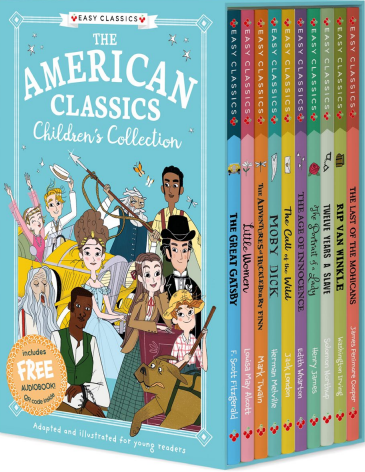 EASY CLASSICS
THE
AMERICAN
CLASSICS
Children's Collection
includes
FREE
AUDIOBOOK!
QR code inside
Adapted and illustrated for young readers
EASY CLASSICS
THE GREAT GATSBY
F. Scott Fitzgerald
EASY CLASSICS
Little Women
Louisa May Alcott
EASY CLASSICS
THE ADVENTURES OF HUCKLEBERRY FINN
Mark Twain
EASY CLASSICS
MOBY DICK
Herman Melville
EASY CLASSICS
The Call of the Wild
Jack London
EASY CLASSICS
THE AGE OF INNOCENCE
Edith Wharton
EASY CLASSICS
The Portrait of a Lady
Henry James
EASY CLASSICS
TWELVE YEARS A SLAVE
Solomon Northup
EASY CLASSICS
RIP VAN WINKLE
Washington Irving
EASY CLASSICS
THE LAST OF THE MOHICANS
James Fenimore Cooper